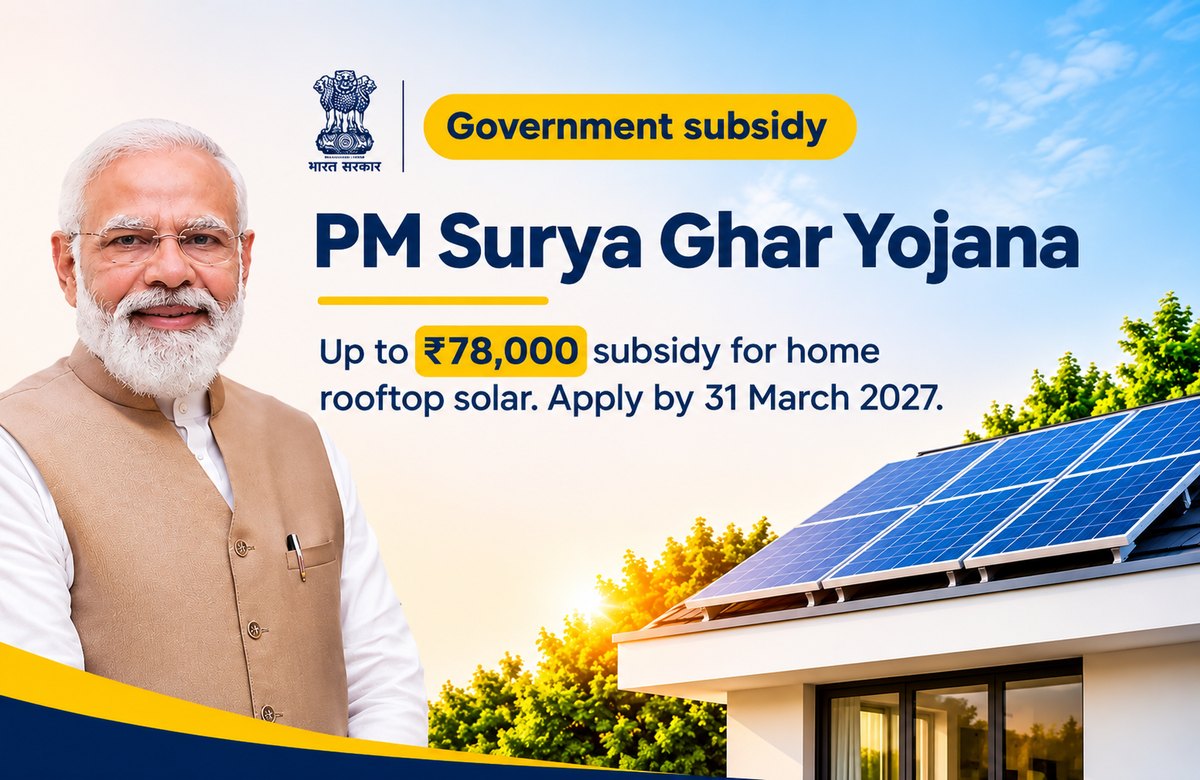 भारत सरकार
Government subsidy
PM Surya Ghar Yojana
Up to ₹78,000 subsidy for home
rooftop solar. Apply by 31 March 2027.